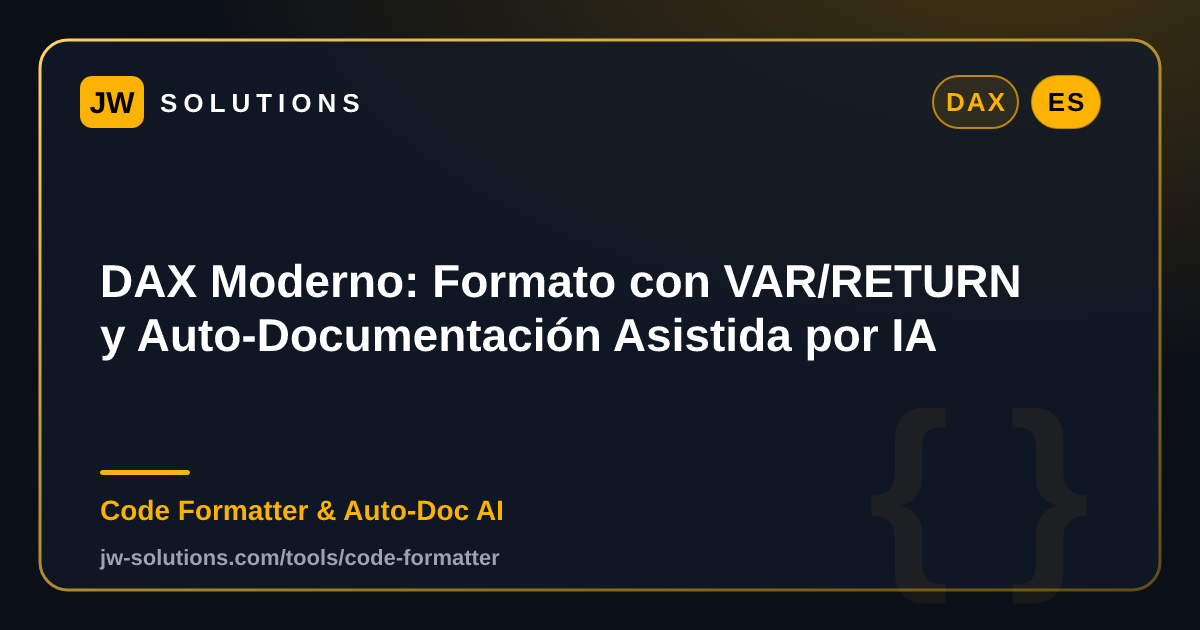 JW SOLUTIONS
DAX ES
DAX Moderno: Formato con VAR/RETURN
y Auto-Documentación Asistida por IA
Code Formatter & Auto-Doc AI
jw-solutions.com/tools/code-formatter
{ }